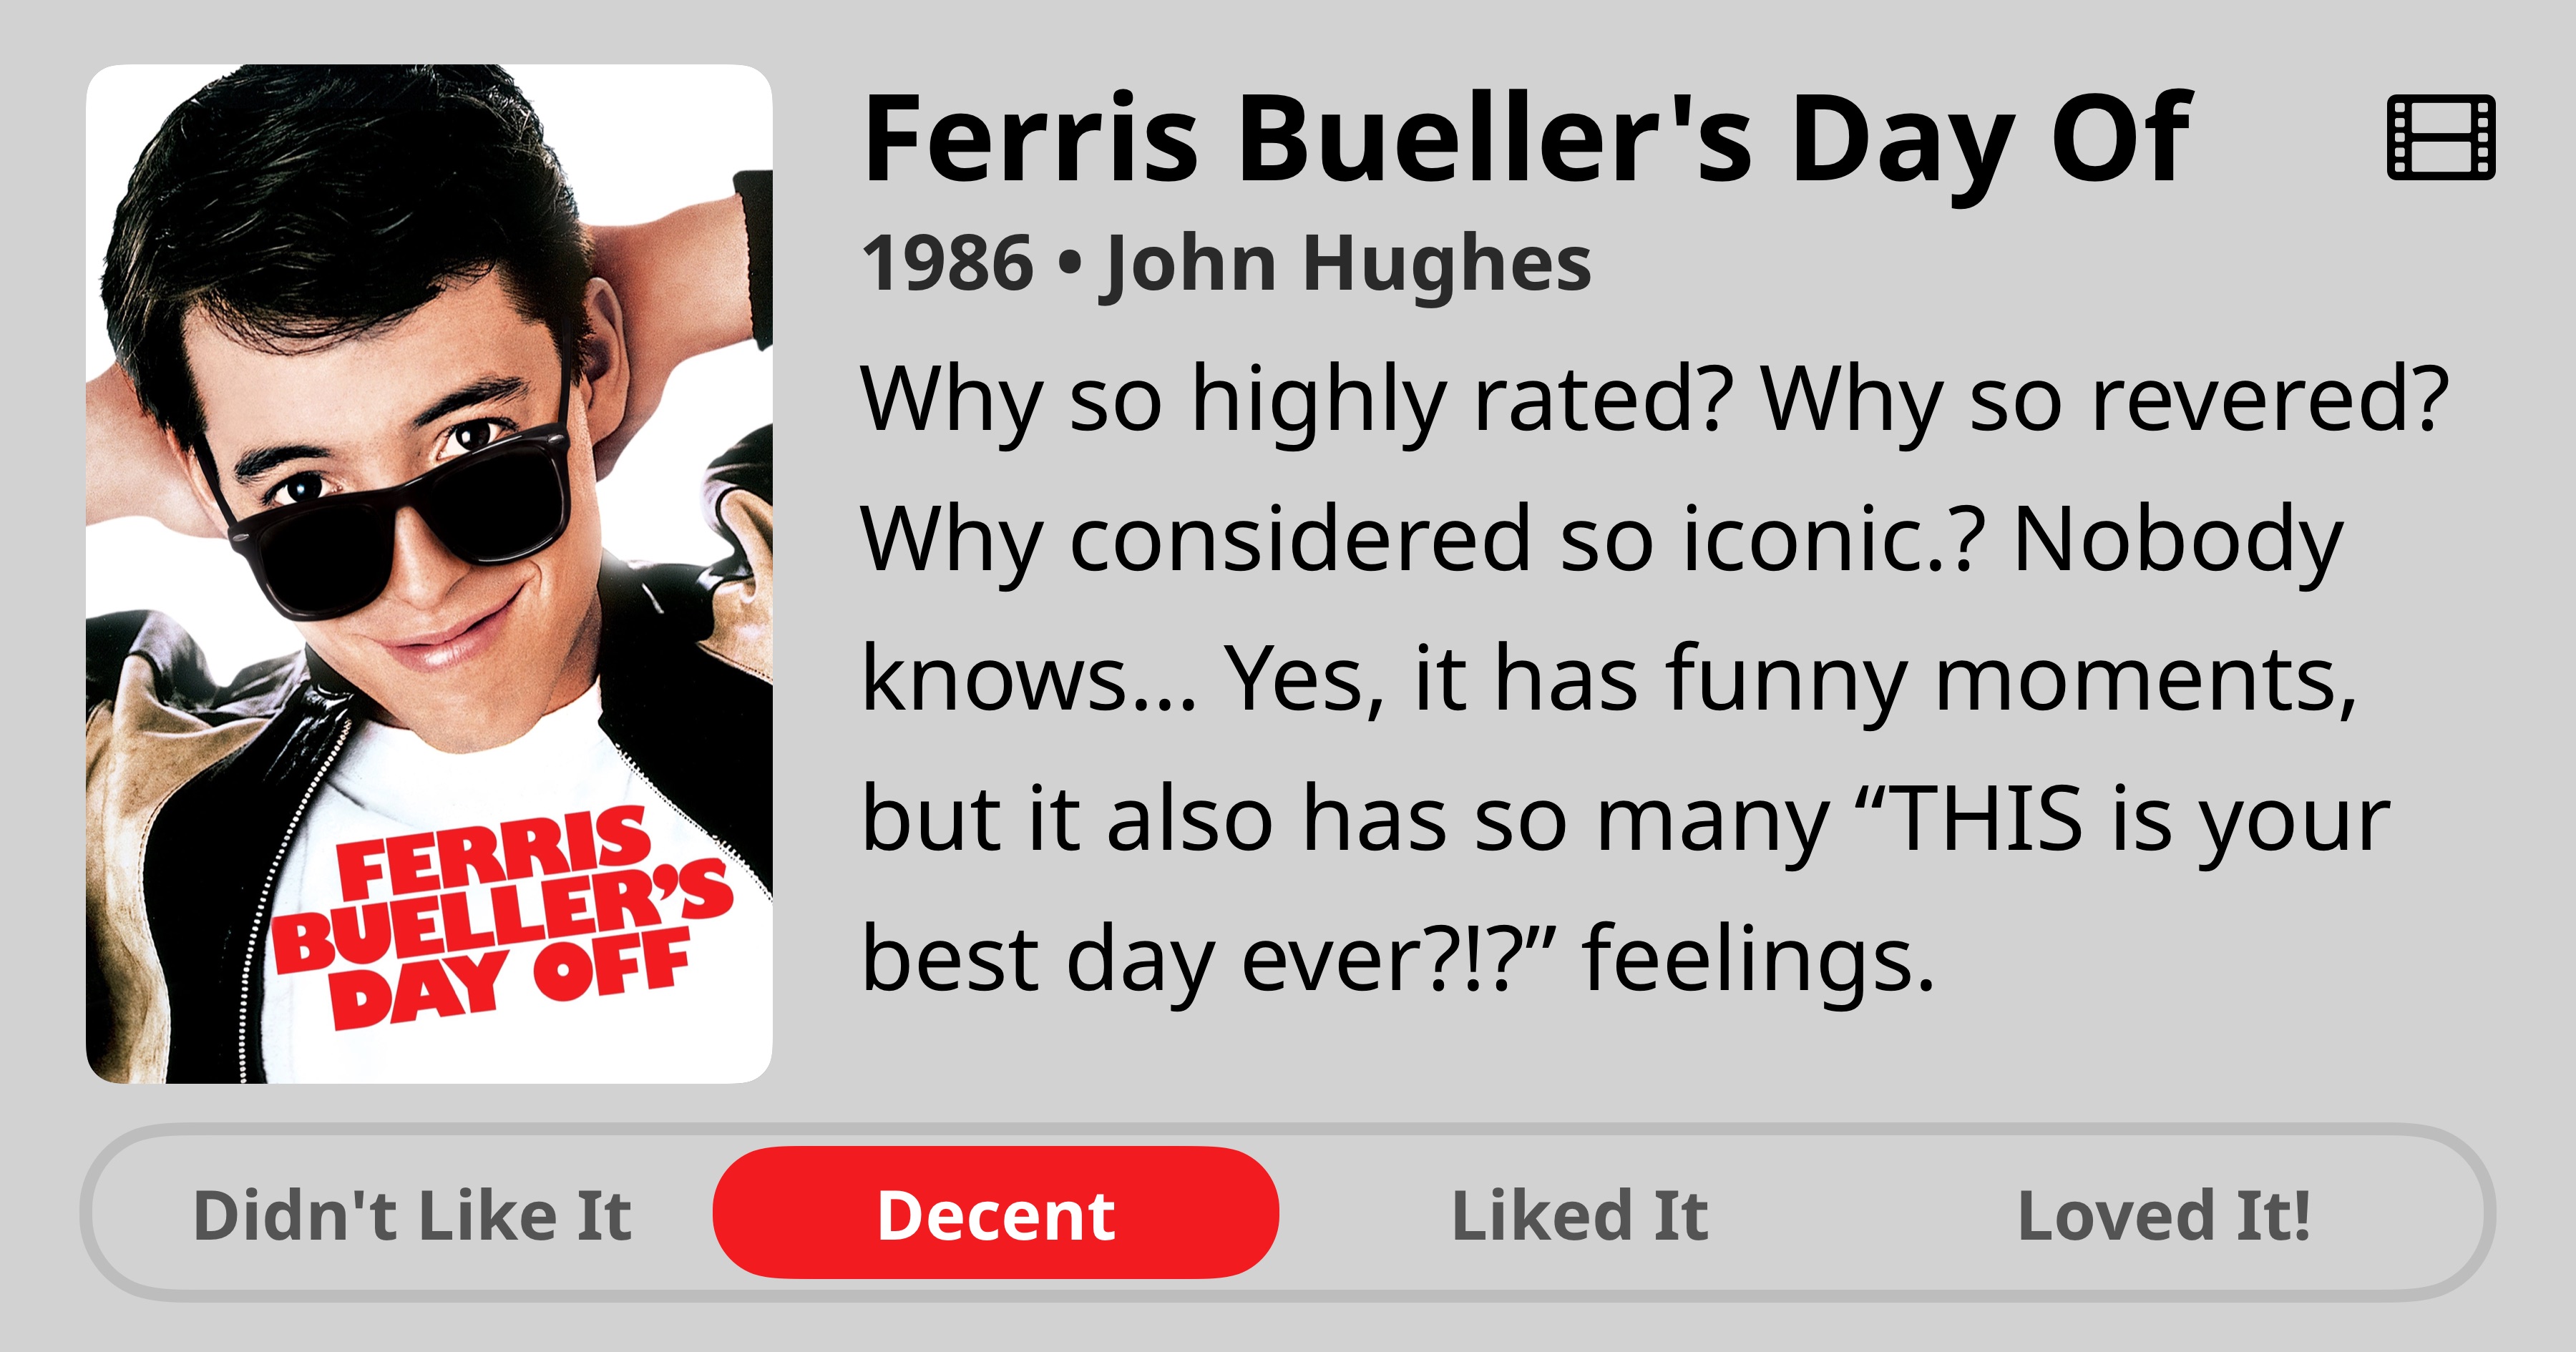 Ferris Bueller's Day Of
1986 • John Hughes
Why so highly rated? Why so revered?
Why considered so iconic.? Nobody
knows... Yes, it has funny moments,
but it also has so many “THIS is your
best day ever?!?” feelings.
FERRIS
BUELLER’S
DAY OFF
Didn't Like It
Decent
Liked It
Loved It!